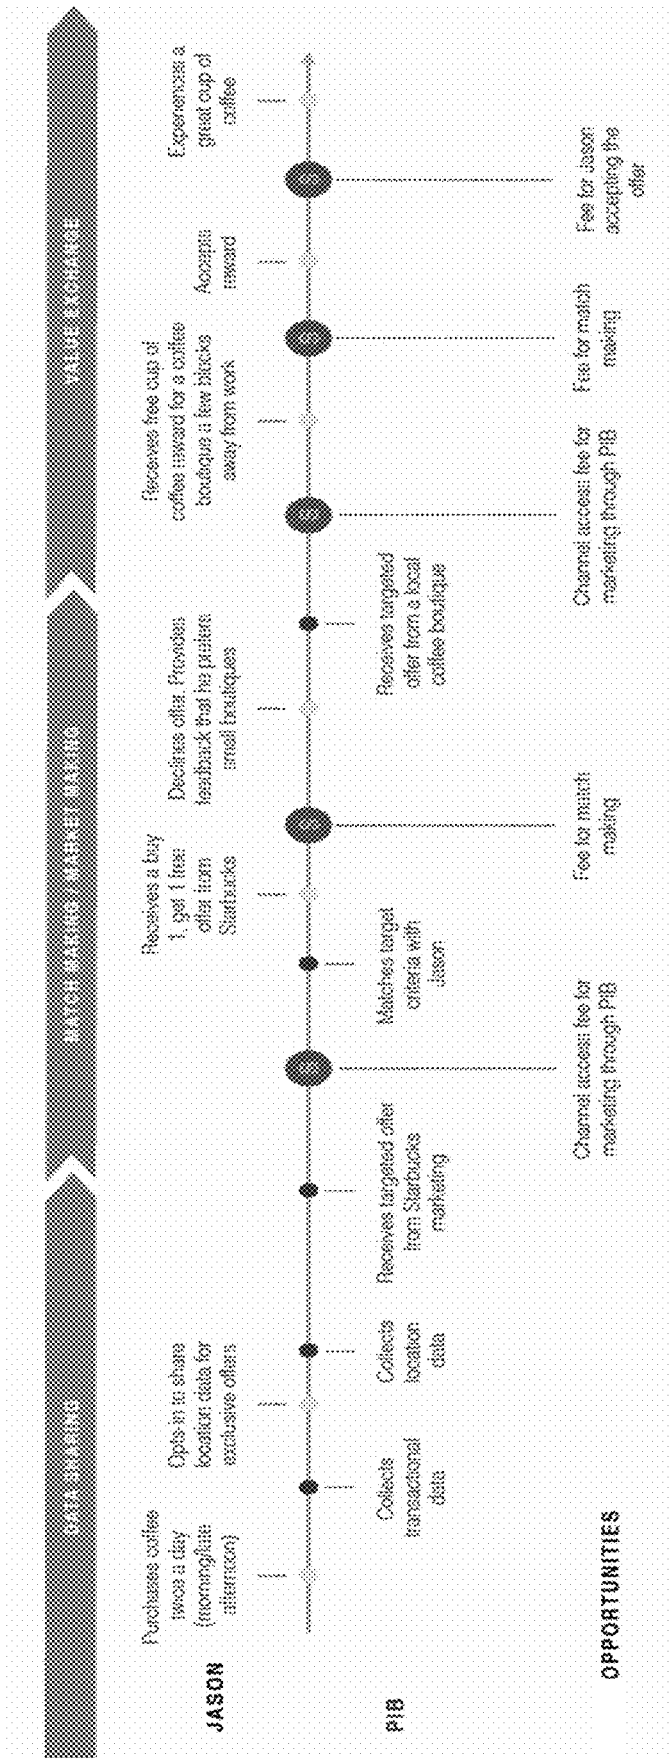 DATA SHARING
MATCH MAKING / MARKET MAKING
VALUE EXCHANGE
JASON
Purchases coffee
twice a day
(morning/late
afternoon)
Opts-in to share
location data for
exclusive offers
Receives a buy
1, get 1 free
offer from
Starbucks
Declines offer. Provides
feedback that he prefers
small boutiques
Receives free cup of
coffee reward for a coffee
boutique a few blocks
away from work
Accepts
reward
Experiences a
great cup of
coffee
PIB
Collects
transactional
data
Collects
location
data
Receives targeted offer
from Starbucks
marketing
Matches target
criteria with
Jason
Receives targeted
offer from a local
coffee boutique
OPPORTUNITIES
Channel access fee for
marketing through PIB
Fee for match
making
Channel access fee for
marketing through PIB
Fee for match
making
Fee for Jason
accepting the
offer